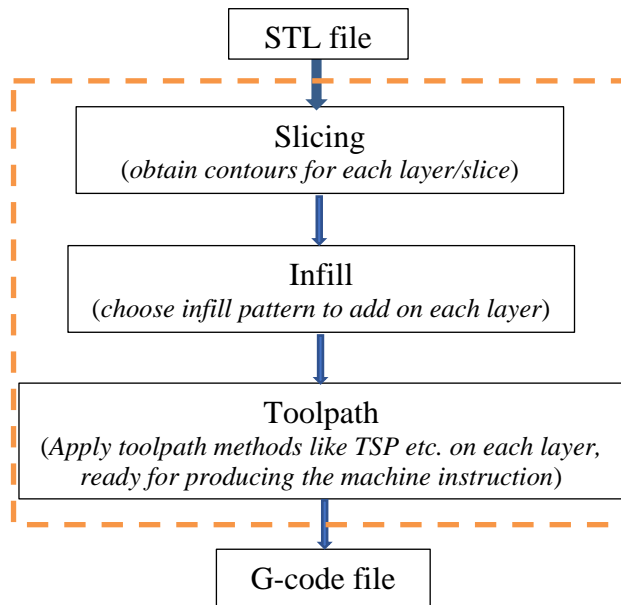 STL file
Slicing
(obtain contours for each layer/slice)
Infill
(choose infill pattern to add on each layer)
Toolpath
(Apply toolpath methods like TSP etc. on each layer,
ready for producing the machine instruction)
G-code file